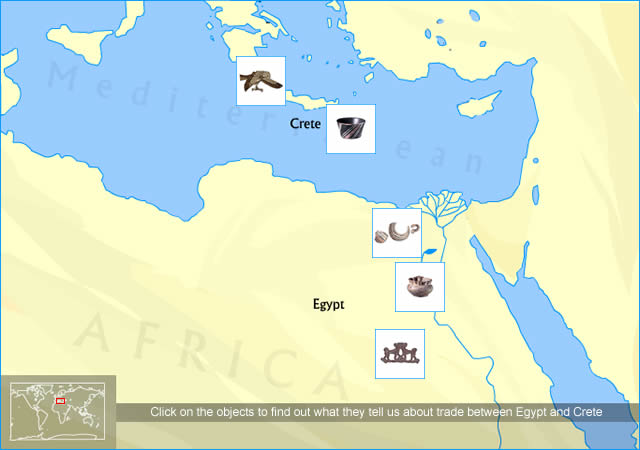 Mediterranean
Crete
Egypt
AFRICA
Click on the objects to find out what they tell us about trade between Egypt and Crete